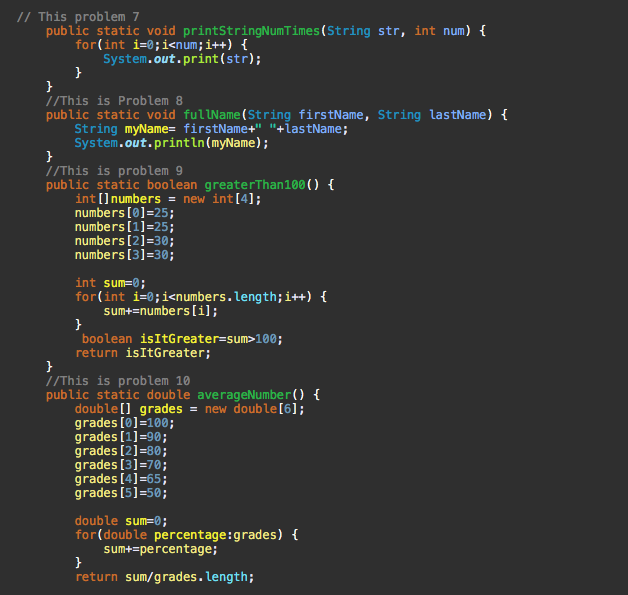 // This problem 7
public static void printStringNumTimes(String str, int num) {
for(int i=0;i<num;i++) {
System.out.print(str);
}
}
//This is Problem 8
public static void fullName(String firstName, String lastName) {
String myName= firstName+" "+lastName;
System.out.println(myName);
}
//This is problem 9
public static boolean greaterThan100() {
int[]numbers = new int[4];
numbers[0]=25;
numbers[1]=25;
numbers[2]=30;
numbers[3]=30;
int sum=0;
for(int i=0;i<numbers.length;i++) {
sum+=numbers[i];
}
boolean isItGreater=sum>100;
return isItGreater;
}
//This is problem 10
public static double averageNumber() {
double[] grades = new double[6];
grades[0]=100;
grades[1]=90;
grades[2]=80;
grades[3]=70;
grades[4]=65;
grades[5]=50;
double sum=0;
for(double percentage:grades) {
sum+=percentage;
}
return sum/grades.length;